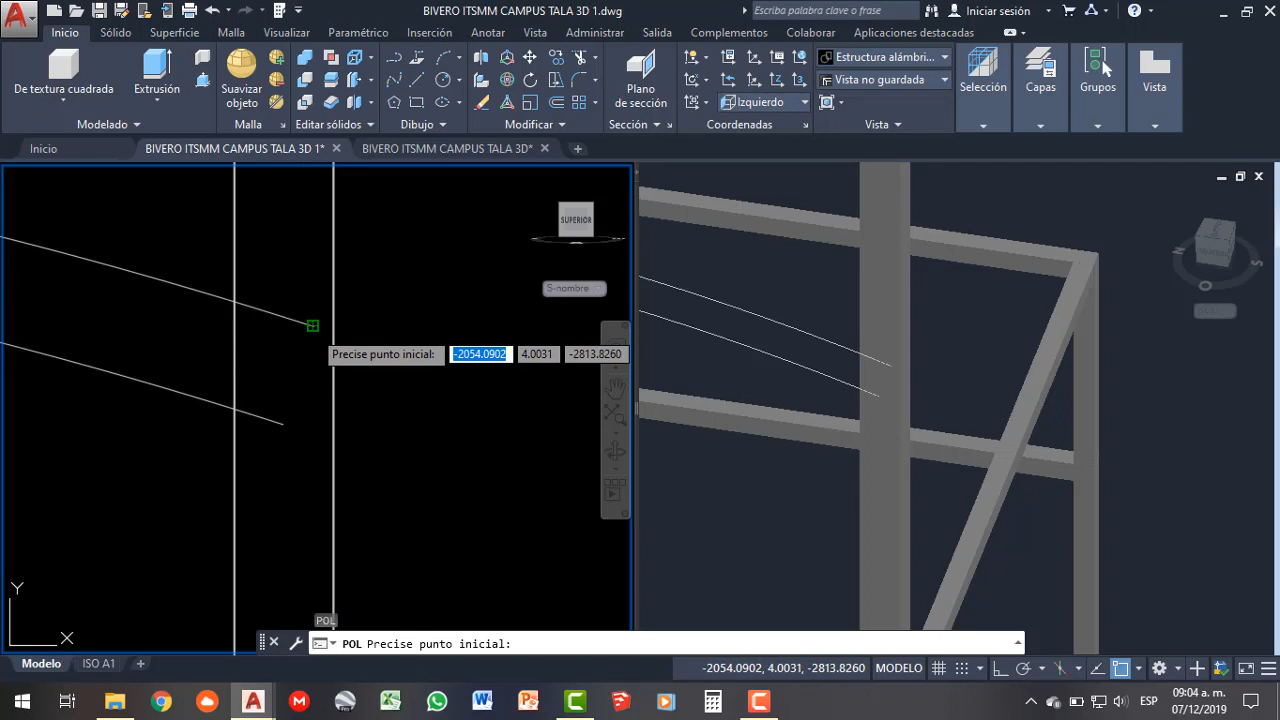 BIVERO ITSMM CAMPUS TALA 3D 1.dwg
Escriba palabra clave o frase
Iniciar sesión
Inicio Sólido Superficie Malla Visualizar Paramétrico Inserción Anotar Vista Administrar Salida Complementos Colaborar Aplicaciones destacadas
Estructura alámbri...
De textura cuadrada
Extrusión
Suavizar objeto
Plano de sección
Vista no guardada
Izquierdo
Selección
Capas
Grupos
Vista
Modelado Malla Editar sólidos Dibujo Modificar Sección Coordenadas Vista
Inicio
BIVERO ITSMM CAMPUS TALA 3D 1*
BIVERO ITSMM CAMPUS TALA 3D*
SUPERIOR
S-nombre
Precise punto inicial: -2054.0902 4.0031 -2813.8260
Y
X
POL
POL Precise punto inicial:
Modelo ISO A1
-2054.0902, 4.0031, -2813.8260 MODELO
ESP
09:04 a. m.
07/12/2019